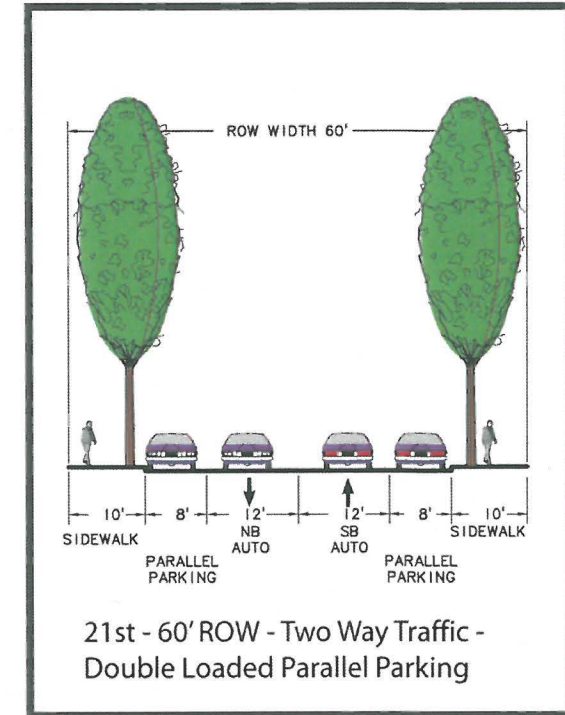 ROW WIDTH 60'
10' 8' 12' 12' 8' 10'
SIDEWALK NB SB SIDEWALK
AUTO AUTO
PARALLEL PARALLEL
PARKING PARKING
21st - 60' ROW - Two Way Traffic -
Double Loaded Parallel Parking